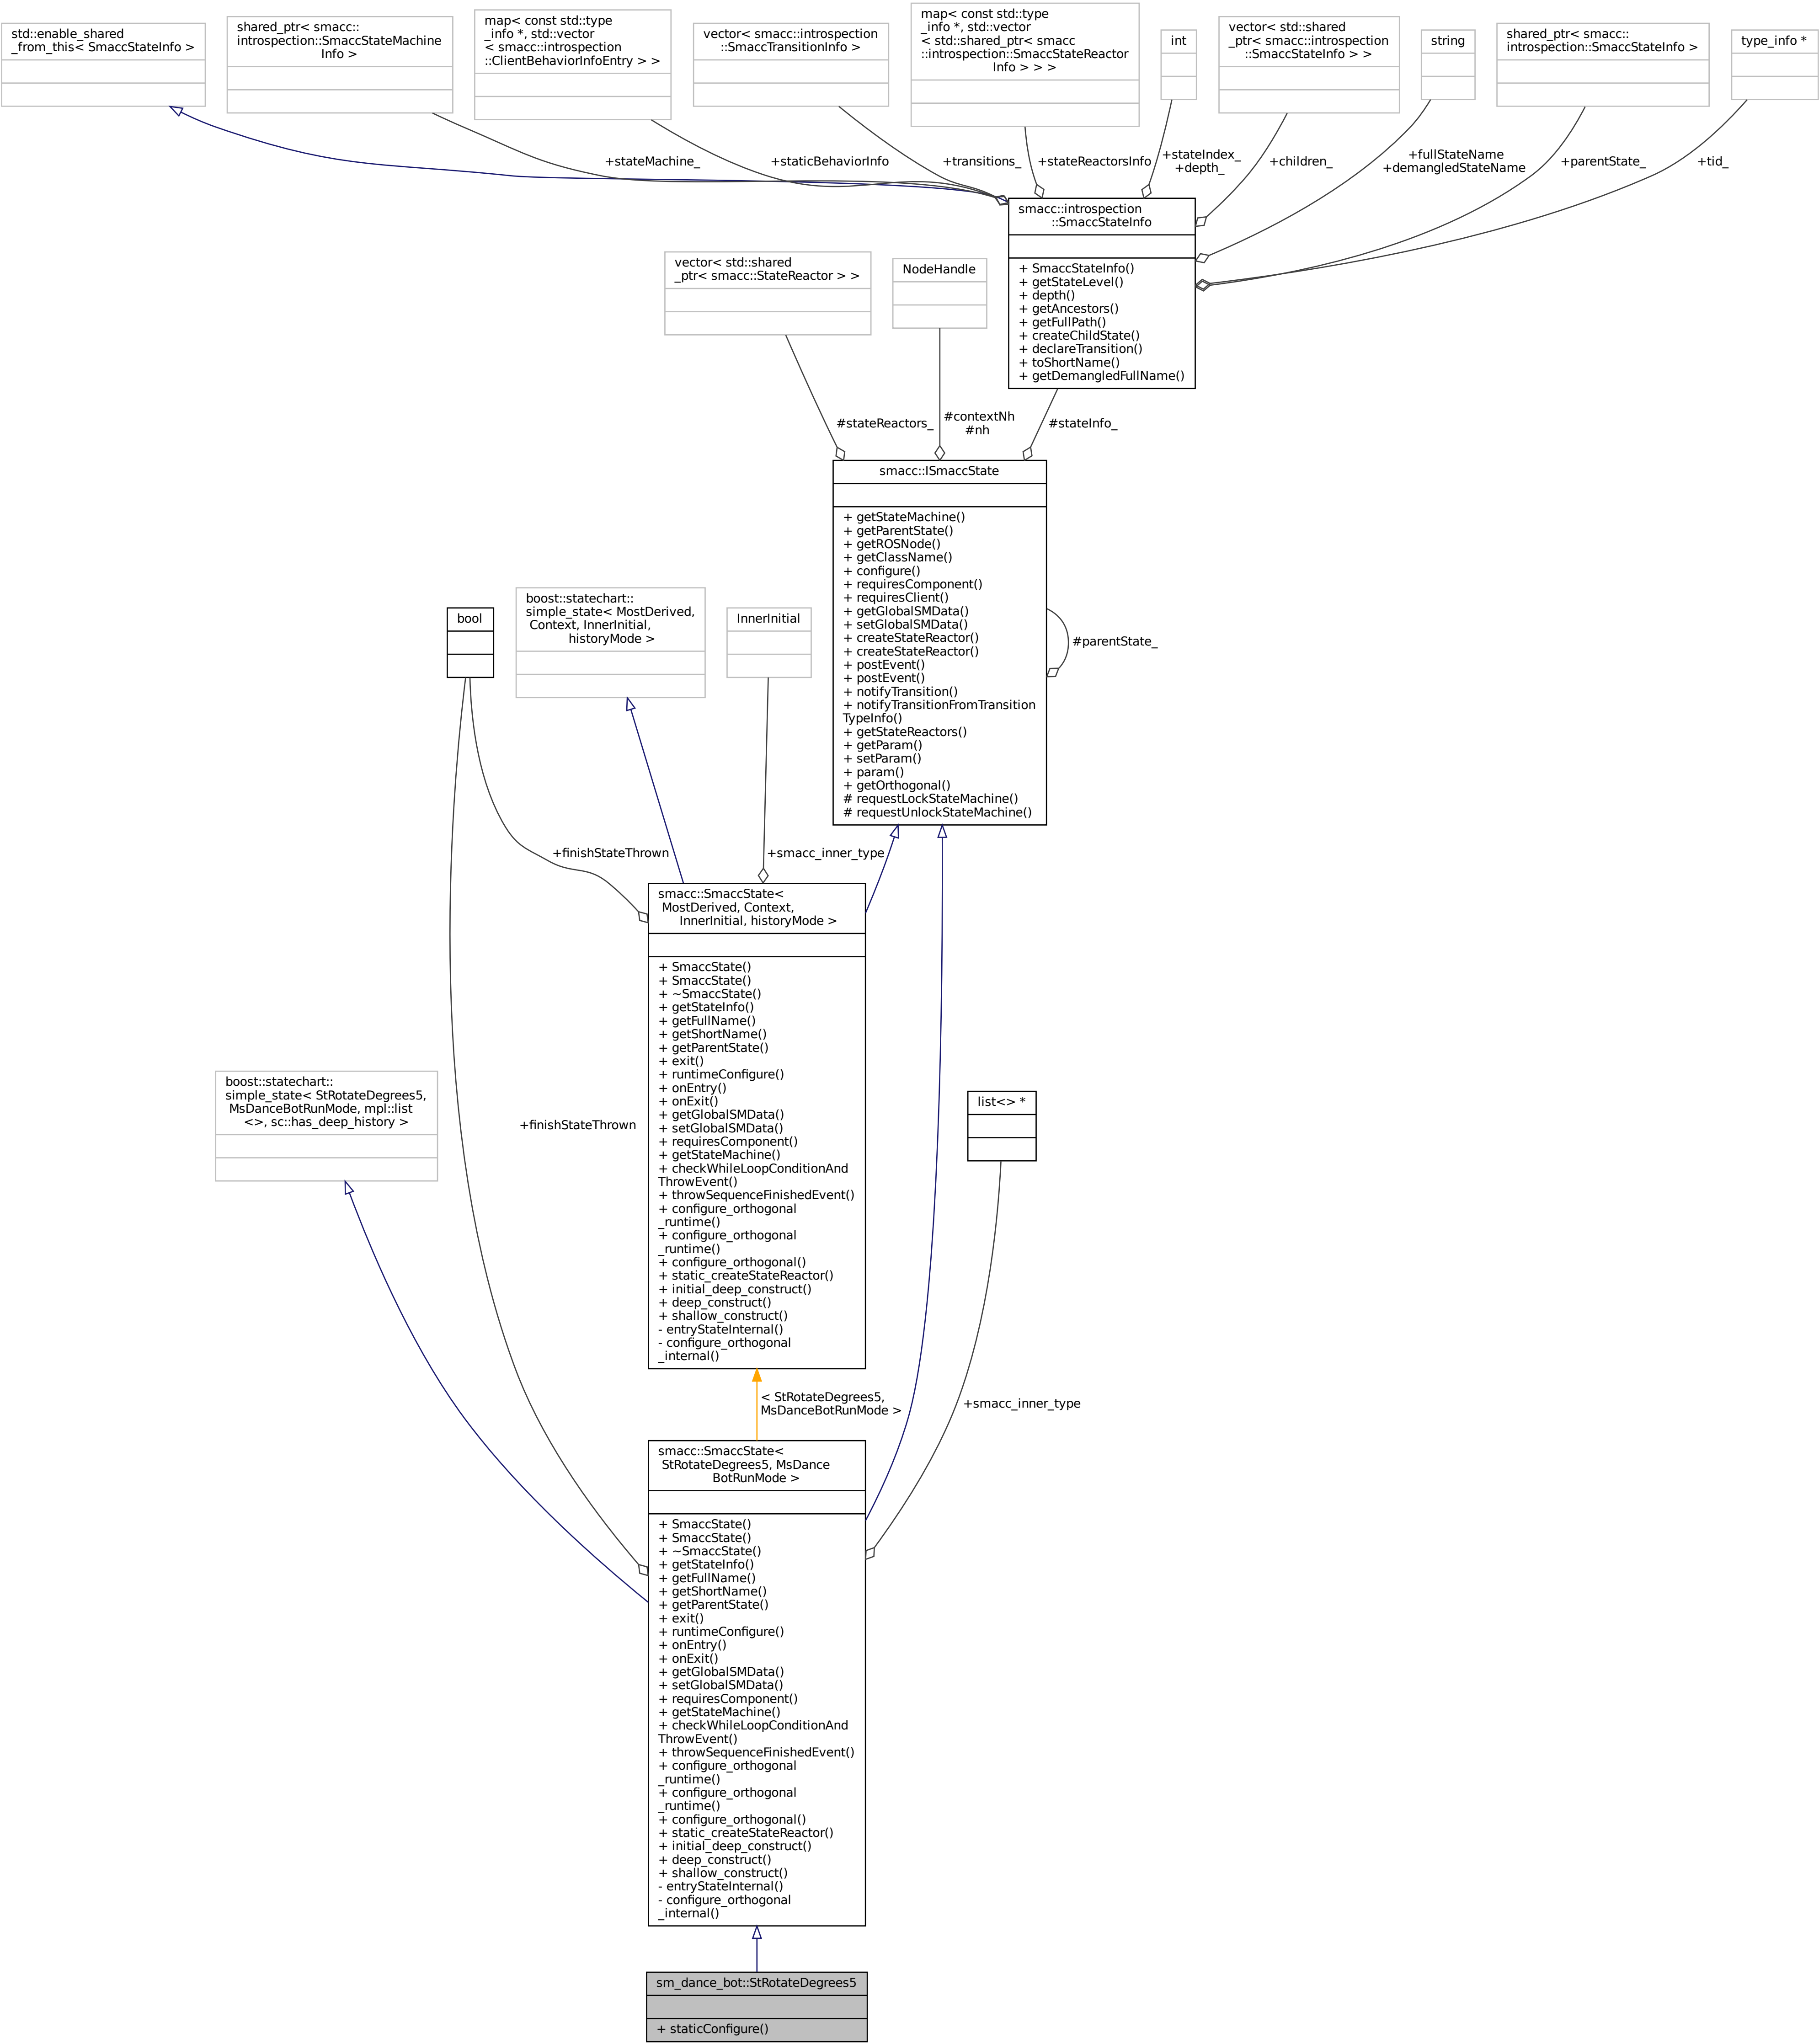 std::enable_shared
_from_this< SmaccStateInfo >
shared_ptr< smacc::
introspection::SmaccStateMachine
Info >
map< const std::type
_info *, std::vector
< smacc::introspection
::ClientBehaviorInfoEntry > >
vector< smacc::introspection
::SmaccTransitionInfo >
map< const std::type
_info *, std::vector
< std::shared_ptr< smacc
::introspection::SmaccStateReactor
Info > > >
int
vector< std::shared
_ptr< smacc::introspection
::SmaccStateInfo > >
string
shared_ptr< smacc::
introspection::SmaccStateInfo >
type_info *
+stateMachine_
+staticBehaviorInfo
+transitions_
+stateReactorsInfo
+stateIndex_
+depth_
+children_
+fullStateName
+demangledStateName
+parentState_
+tid_
smacc::introspection
::SmaccStateInfo
+ SmaccStateInfo()
+ getStateLevel()
+ depth()
+ getAncestors()
+ getFullPath()
+ createChildState()
+ declareTransition()
+ toShortName()
+ getDemangledFullName()
vector< std::shared
_ptr< smacc::StateReactor > >
NodeHandle
#stateReactors_
#contextNh
#nh
#stateInfo_
smacc::ISmaccState
+ getStateMachine()
+ getParentState()
+ getROSNode()
+ getClassName()
+ configure()
+ requiresComponent()
+ requiresClient()
+ getGlobalSMData()
+ setGlobalSMData()
+ createStateReactor()
+ createStateReactor()
+ postEvent()
+ postEvent()
+ notifyTransition()
+ notifyTransitionFromTransition
TypeInfo()
+ getStateReactors()
+ getParam()
+ setParam()
+ param()
+ getOrthogonal()
# requestLockStateMachine()
# requestUnlockStateMachine()
#parentState_
bool
boost::statechart::
simple_state< MostDerived,
Context, InnerInitial,
historyMode >
InnerInitial
+finishStateThrown
+smacc_inner_type
smacc::SmaccState<
MostDerived, Context,
InnerInitial, historyMode >
+ SmaccState()
+ SmaccState()
+ ~SmaccState()
+ getStateInfo()
+ getFullName()
+ getShortName()
+ getParentState()
+ exit()
+ runtimeConfigure()
+ onEntry()
+ onExit()
+ getGlobalSMData()
+ setGlobalSMData()
+ requiresComponent()
+ getStateMachine()
+ checkWhileLoopConditionAnd
ThrowEvent()
+ throwSequenceFinishedEvent()
+ configure_orthogonal
_runtime()
+ configure_orthogonal
_runtime()
+ configure_orthogonal()
+ static_createStateReactor()
+ initial_deep_construct()
+ deep_construct()
+ shallow_construct()
- entryStateInternal()
- configure_orthogonal
_internal()
boost::statechart::
simple_state< StRotateDegrees5,
MsDanceBotRunMode, mpl::list
<>, sc::has_deep_history >
+finishStateThrown
list<> *
< StRotateDegrees5,
MsDanceBotRunMode >
+smacc_inner_type
smacc::SmaccState<
StRotateDegrees5, MsDance
BotRunMode >
+ SmaccState()
+ SmaccState()
+ ~SmaccState()
+ getStateInfo()
+ getFullName()
+ getShortName()
+ getParentState()
+ exit()
+ runtimeConfigure()
+ onEntry()
+ onExit()
+ getGlobalSMData()
+ setGlobalSMData()
+ requiresComponent()
+ getStateMachine()
+ checkWhileLoopConditionAnd
ThrowEvent()
+ throwSequenceFinishedEvent()
+ configure_orthogonal
_runtime()
+ configure_orthogonal
_runtime()
+ configure_orthogonal()
+ static_createStateReactor()
+ initial_deep_construct()
+ deep_construct()
+ shallow_construct()
- entryStateInternal()
- configure_orthogonal
_internal()
sm_dance_bot::StRotateDegrees5
+ staticConfigure()